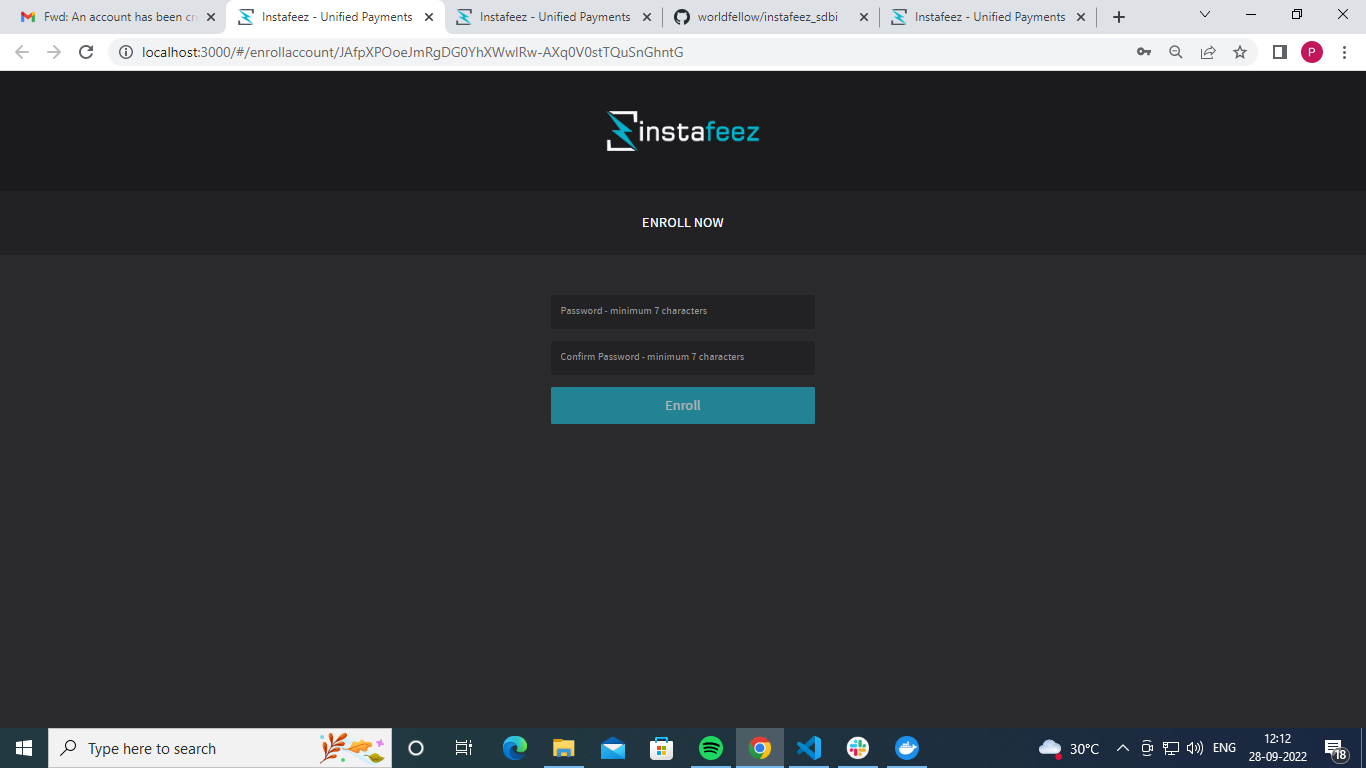 Fwd: An account has been cr
Instafeez - Unified Payments
Instafeez - Unified Payments
worldfellow/instafeez_sdbi
Instafeez - Unified Payments
localhost:3000/#/enrollaccount/JAfpXPOoeJmRgDG0YhXWwlRw-AXq0V0stTQuSnGhntG
P
instafeez
ENROLL NOW
Password - minimum 7 characters
Confirm Password - minimum 7 characters
Enroll
Type here to search
30°C
ENG
12:12
28-09-2022
18